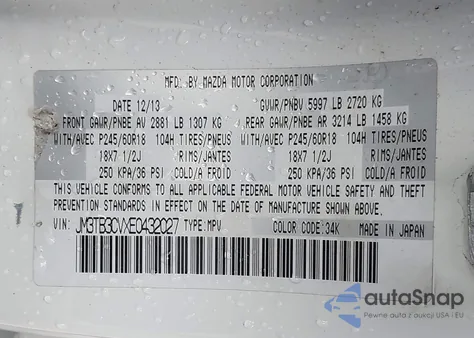 MFD. BY MAZDA MOTOR CORPORATION
DATE 12/13 GVWR/PNBV 5997 LB 2720 KG
FRONT GAWR/PNBE AV 2881 LB 1307 KG REAR GAWR/PNBE AR 3214 LB 1458 KG
WITH/AVEC P245/60R18 104H TIRES/PNEUS WITH/AVEC P245/60R18 104H TIRES/PNEUS
18X7 1/2J RIMS/JANTES 18X7 1/2J RIMS/JANTES
250 KPA/36 PSI COLD/A FROID 250 KPA/36 PSI COLD/A FROID
THIS VEHICLE CONFORMS TO ALL APPLICABLE FEDERAL MOTOR VEHICLE SAFETY AND THEFT
PREVENTION STANDARDS IN EFFECT ON THE DATE OF MANUFACTURE SHOWN ABOVE.
VIN: JM3TB3CVXE0432027 TYPE: MPV COLOR CODE: 34K MADE IN JAPAN
autaSnap
Pewne auta z aukcji USA i EU